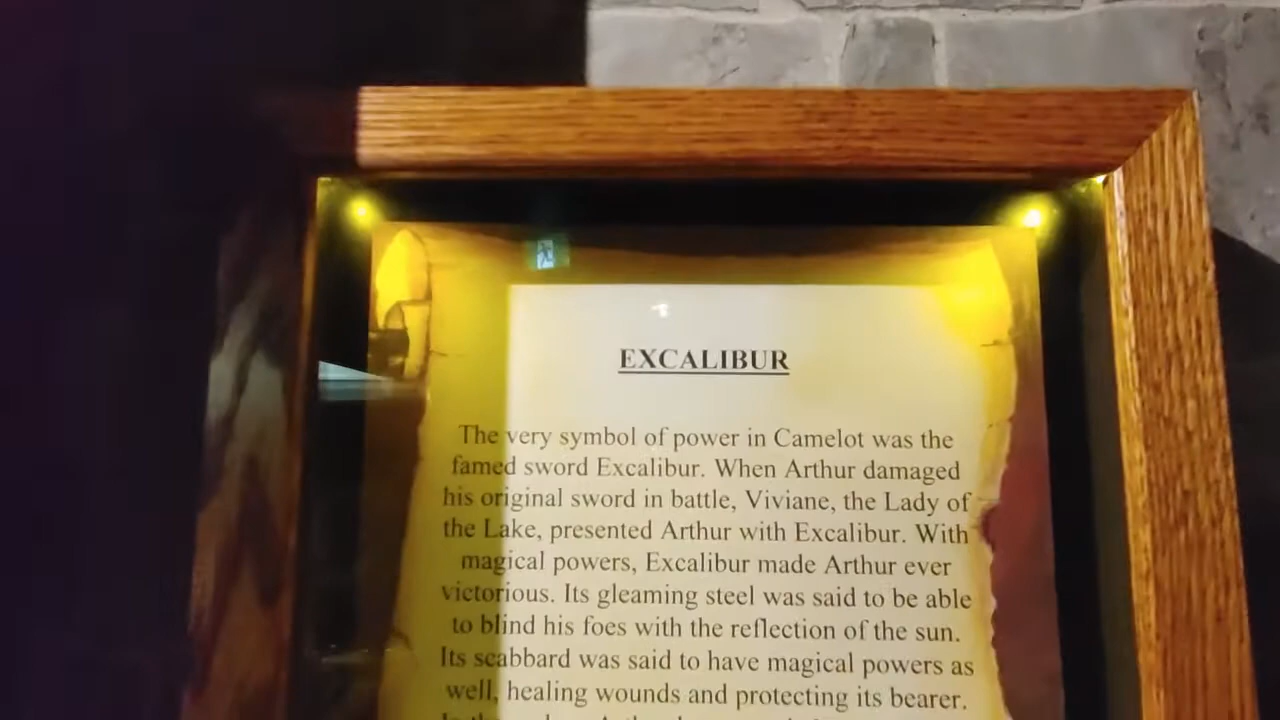 EXCALIBUR
The very symbol of power in Camelot was the
famed sword Excalibur. When Arthur damaged
his original sword in battle, Viviane, the Lady of
the Lake, presented Arthur with Excalibur. With
magical powers, Excalibur made Arthur ever
victorious. Its gleaming steel was said to be able
to blind his foes with the reflection of the sun.
Its scabbard was said to have magical powers as
well, healing wounds and protecting its bearer.